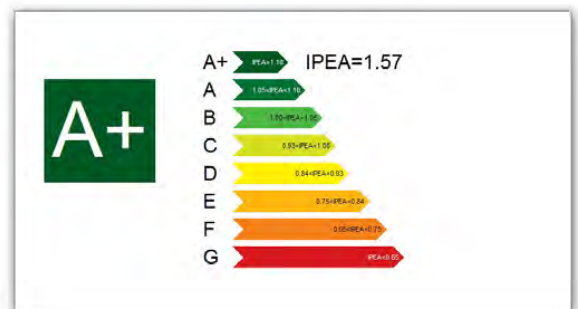 A+
A+ IPEA>1.10 IPEA=1.57
A 1.05<IPEA<1.10
B 1.00<IPEA<1.05
C 0.93<IPEA<1.00
D 0.84<IPEA<0.93
E 0.75<IPEA<0.84
F 0.65<IPEA<0.75
G IPEA<0.65